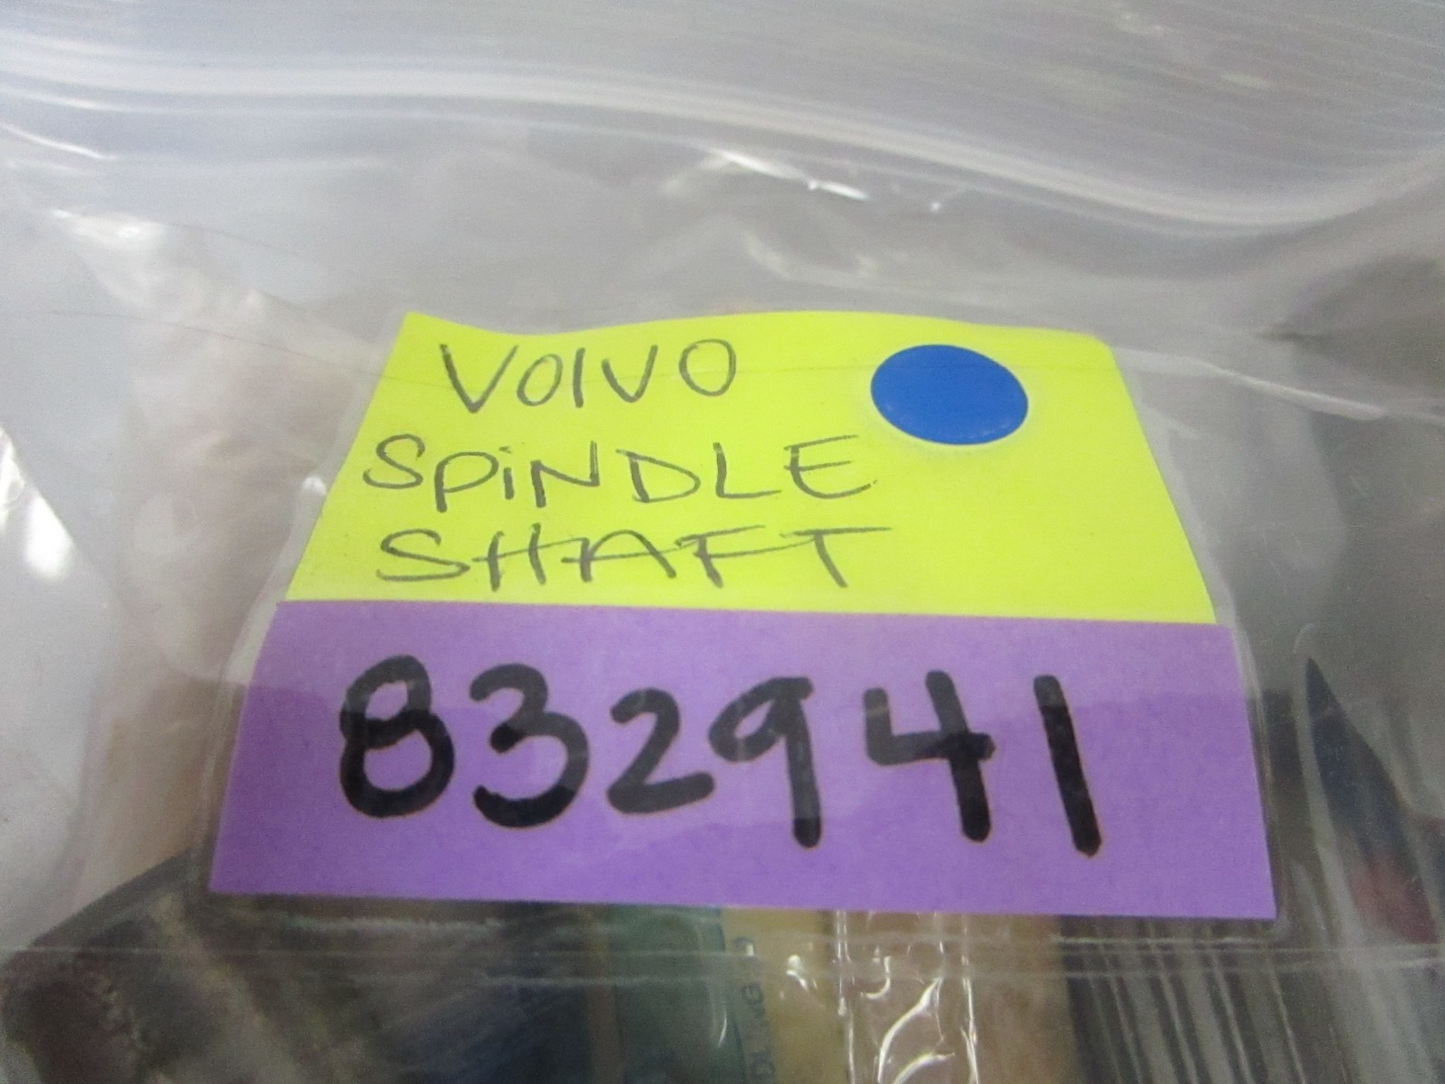 VOlVO
SPiNDLE
SHAFT
832941